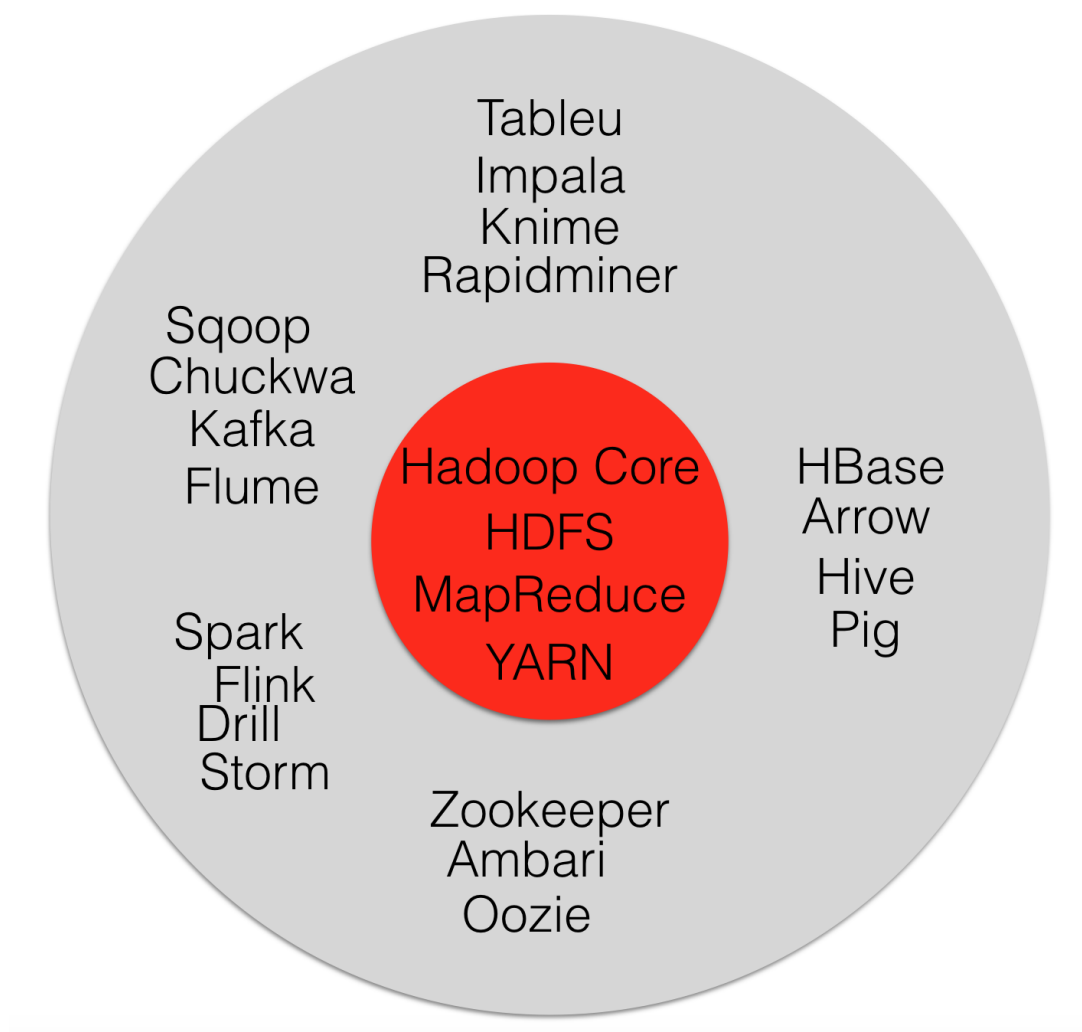 Tableu
Impala
Knime
Rapidminer
Sqoop
Chuckwa
Kafka
Flume
Hadoop Core
HDFS
MapReduce
YARN
HBase
Arrow
Hive
Pig
Spark
Flink
Drill
Storm
Zookeeper
Ambari
Oozie